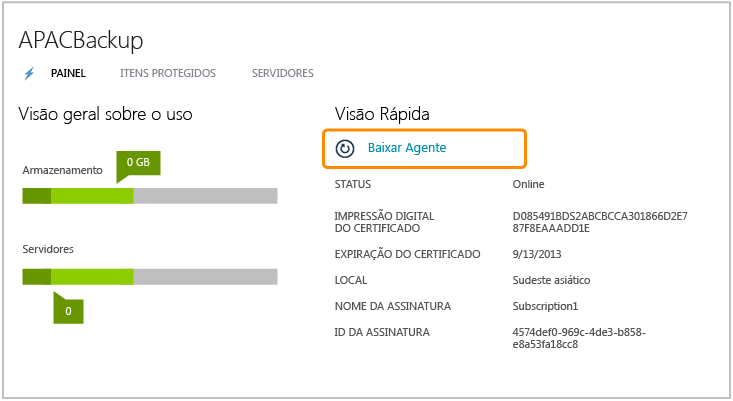 APACBackup
PAINEL ITENS PROTEGIDOS SERVIDORES
Visão geral sobre o uso
Armazenamento
0 GB
Servidores
0
Visão Rápida
Baixar Agente
STATUS Online
IMPRESSÃO DIGITAL
DO CERTIFICADO
D085491BDS2ABCBCCA301866D2E7
87F8EAAADD1E
EXPIRAÇÃO DO CERTIFICADO 9/13/2013
LOCAL Sudeste asiático
NOME DA ASSINATURA Subscription1
ID DA ASSINATURA 4574def0-969c-4de3-b858-
e8a53fa18cc8